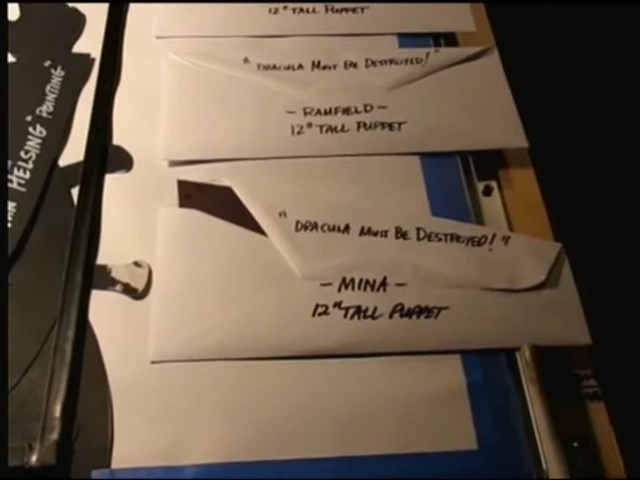 12" TALL PUPPET
"DRACULA MUST BE DESTROYED!"
- RANFIELD -
12" TALL PUPPET
"DRACULA MUST BE DESTROYED!"
- MINA -
12" TALL PUPPET
VAN HELSING "POINTING"